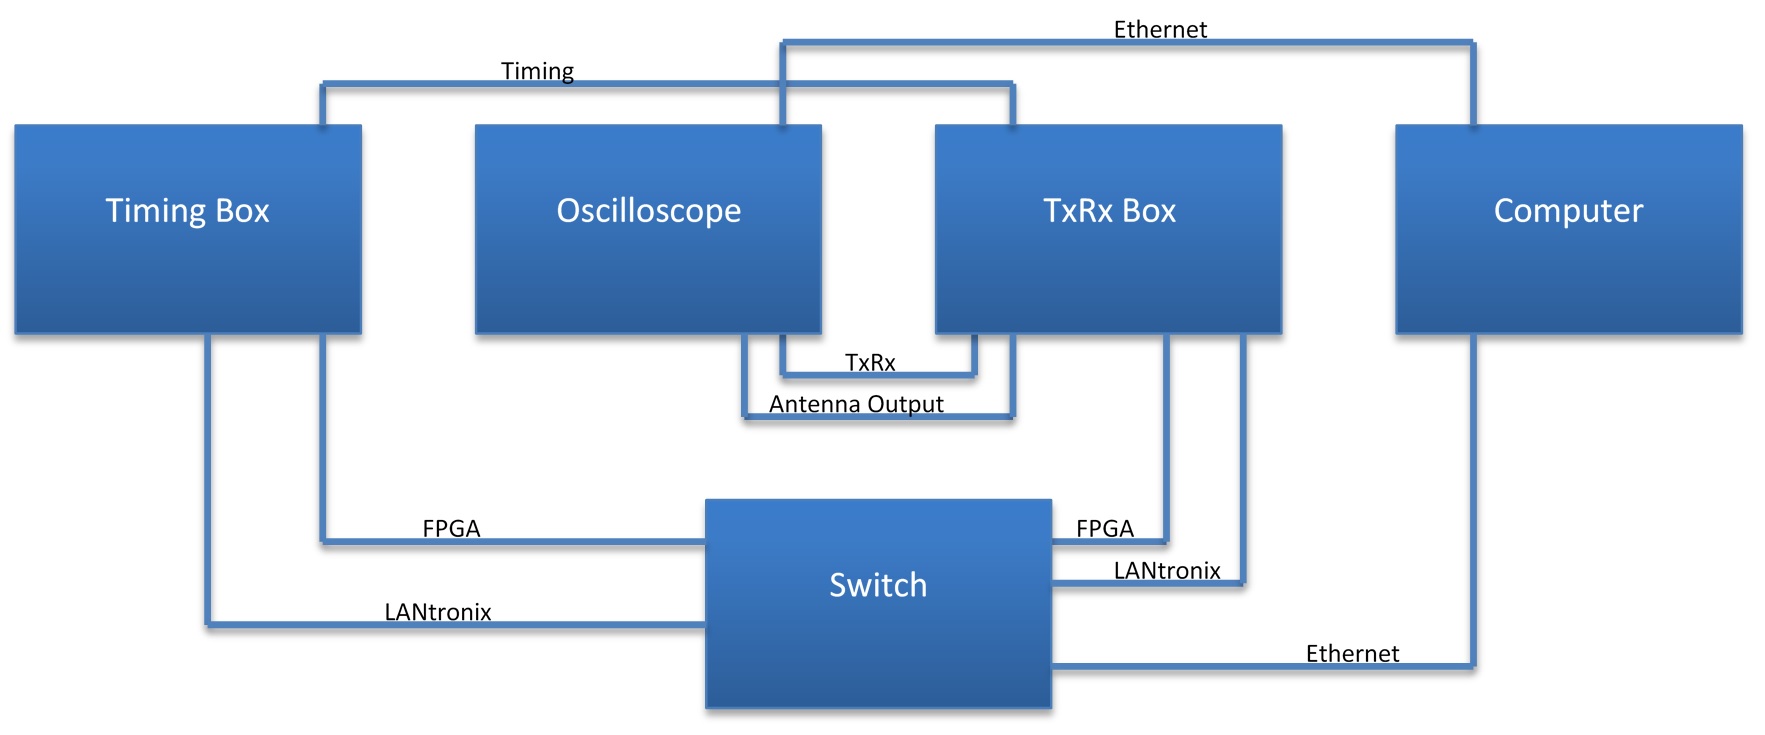 Ethernet
Timing
Timing Box
Oscilloscope
TxRx Box
Computer
TxRx
Antenna Output
FPGA
FPGA
LANtronix
Switch
LANtronix
Ethernet